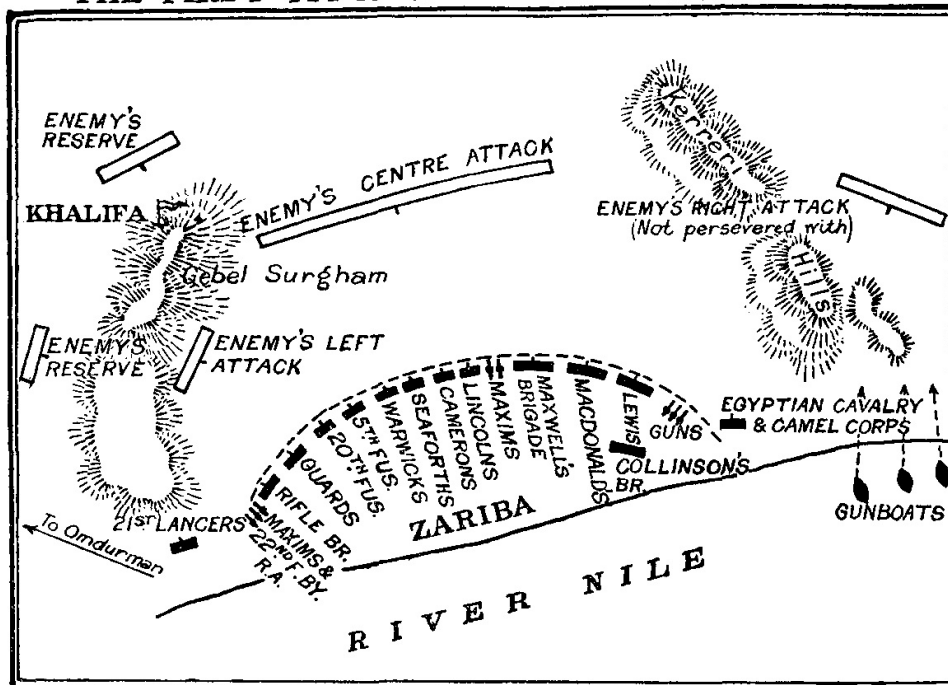 ENEMY'S
RESERVE
KHALIFA
ENEMY'S CENTRE ATTACK
Kerreri
ENEMY'S RIGHT ATTACK
(Not persevered with)
Hills
Gebel Surgham
ENEMY'S
RESERVE
ENEMY'S LEFT
ATTACK
21ST LANCERS
To Omdurman
MAXIMS &
22ND F. BY.
R.A.
RIFLE BR.
GUARDS
20TH FUS.
5TH FUS.
WARWICKS
SEAFORTHS
CAMERONS
LINCOLNS
MAXIMS
MAXWELL'S
BRIGADE
MACDONALD'S
LEWIS
GUNS
COLLINSON'S
BR.
EGYPTIAN CAVALRY
& CAMEL CORPS
GUNBOATS
ZARIBA
RIVER NILE